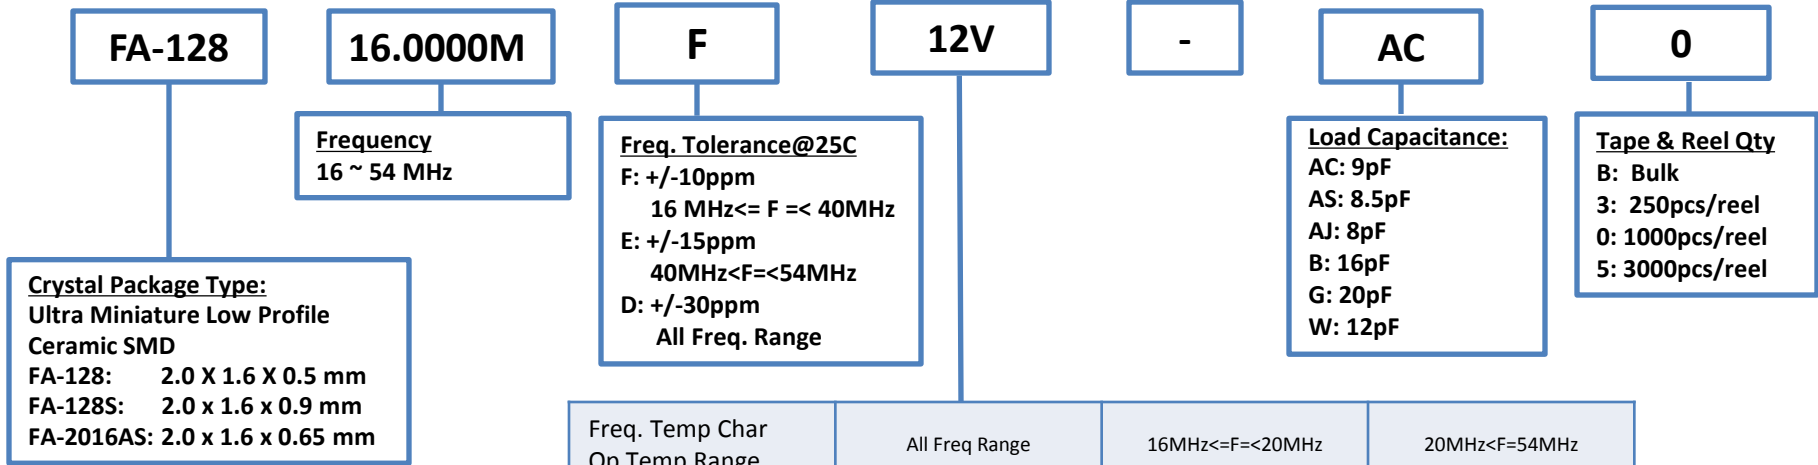 FA-128
16.0000M
F
12V
-
AC
0
Frequency
16 ~ 54 MHz
Freq. Tolerance@25C
F: +/-10ppm
16 MHz<= F =< 40MHz
E: +/-15ppm
40MHz<F=<54MHz
D: +/-30ppm
All Freq. Range
Load Capacitance:
AC: 9pF
AS: 8.5pF
AJ: 8pF
B: 16pF
G: 20pF
W: 12pF
Tape & Reel Qty
B: Bulk
3: 250pcs/reel
0: 1000pcs/reel
5: 3000pcs/reel
Crystal Package Type:
Ultra Miniature Low Profile
Ceramic SMD
FA-128: 2.0 X 1.6 X 0.5 mm
FA-128S: 2.0 x 1.6 x 0.9 mm
FA-2016AS: 2.0 x 1.6 x 0.65 mm
Freq. Temp Char
Op Temp Range
All Freq Range
16MHz<=F=<20MHz
20MHz<F=54MHz